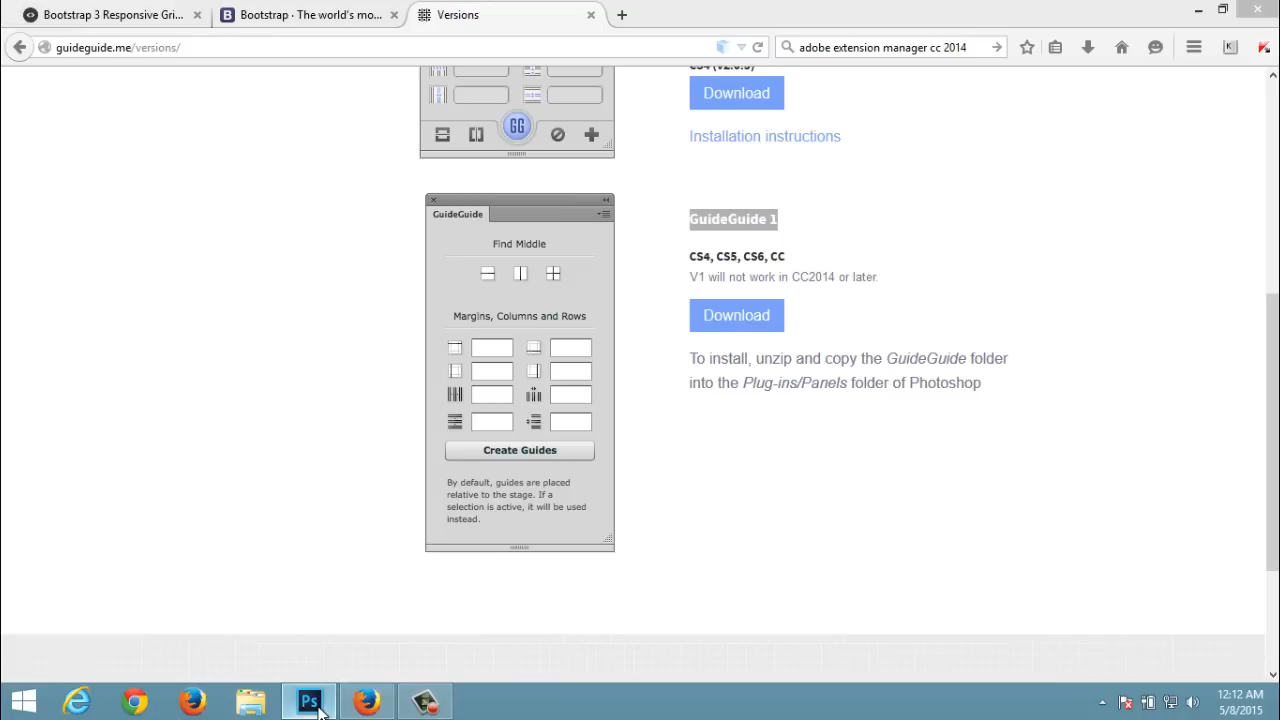 Bootstrap 3 Responsive Gri...
Bootstrap · The world's mo...
Versions
guideguide.me/versions/
adobe extension manager cc 2014
Download
Installation instructions
GG
GuideGuide
Find Middle
Margins, Columns and Rows
Create Guides
By default, guides are placed
relative to the stage. If a
selection is active, it will be used
instead.
GuideGuide 1
CS4, CS5, CS6, CC
V1 will not work in CC2014 or later.
Download
To install, unzip and copy the GuideGuide folder
into the Plug-ins/Panels folder of Photoshop
Ps
12:12 AM
5/8/2015